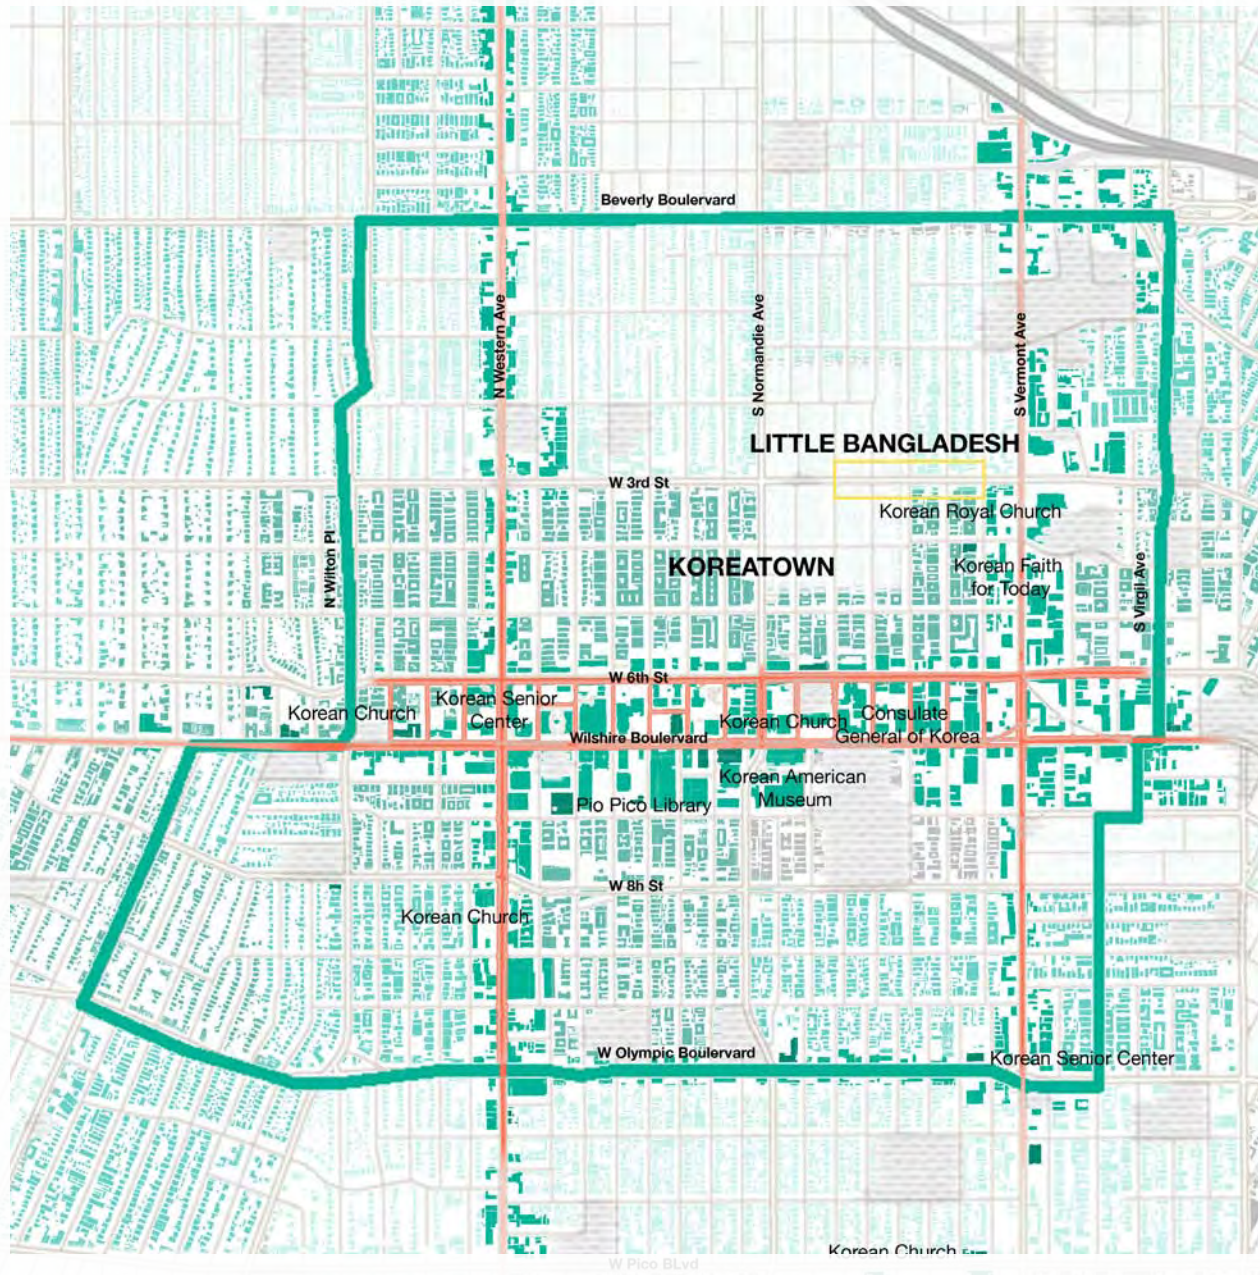 Beverly Boulervard
N Western Ave
S Normandie Ave
S Vermont Ave
LITTLE BANGLADESH
W 3rd St
Korean Royal Church
N Wilton Pl
KOREATOWN
Korean Faith
for Today
S Virgil Ave
W 6th St
Korean Church
Korean Senior
Center
Korean Church
Consulate
General of Korea
Wilshire Boulervard
Korean American
Museum
Pio Pico Library
W 8h St
Korean Church
W Olympic Boulervard
Korean Senior Center
Korean Church
W Pico BLvd